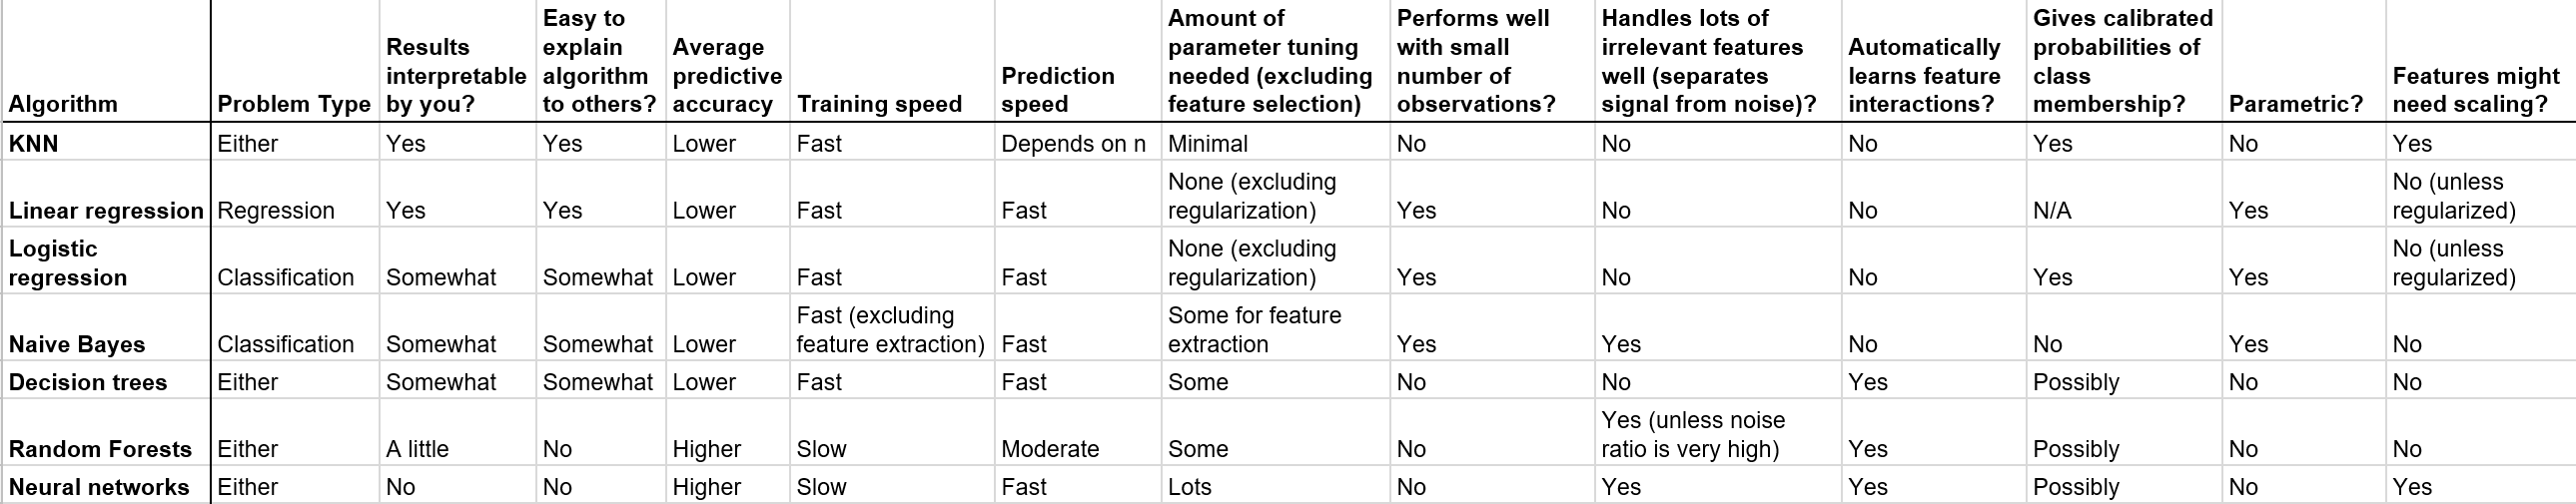 Algorithm Problem Type Results interpretable by you? Easy to explain algorithm to others? Average predictive accuracy Training speed Prediction speed Amount of parameter tuning needed (excluding feature selection) Performs well with small number of observations? Handles lots of irrelevant features well (separates signal from noise)? Automatically learns feature interactions? Gives calibrated probabilities of class membership? Parametric? Features might need scaling?
KNN Either Yes Yes Lower Fast Depends on n Minimal No No No Yes No Yes
Linear regression Regression Yes Yes Lower Fast Fast None (excluding regularization) Yes No No N/A Yes No (unless regularized)
Logistic regression Classification Somewhat Somewhat Lower Fast Fast None (excluding regularization) Yes No No Yes Yes No (unless regularized)
Naive Bayes Classification Somewhat Somewhat Lower Fast (excluding feature extraction) Fast Some for feature extraction Yes Yes No No Yes No
Decision trees Either Somewhat Somewhat Lower Fast Fast Some No No Yes Possibly No No
Random Forests Either A little No Higher Slow Moderate Some No Yes (unless noise ratio is very high) Yes Possibly No No
Neural networks Either No No Higher Slow Fast Lots No Yes Yes Possibly No Yes